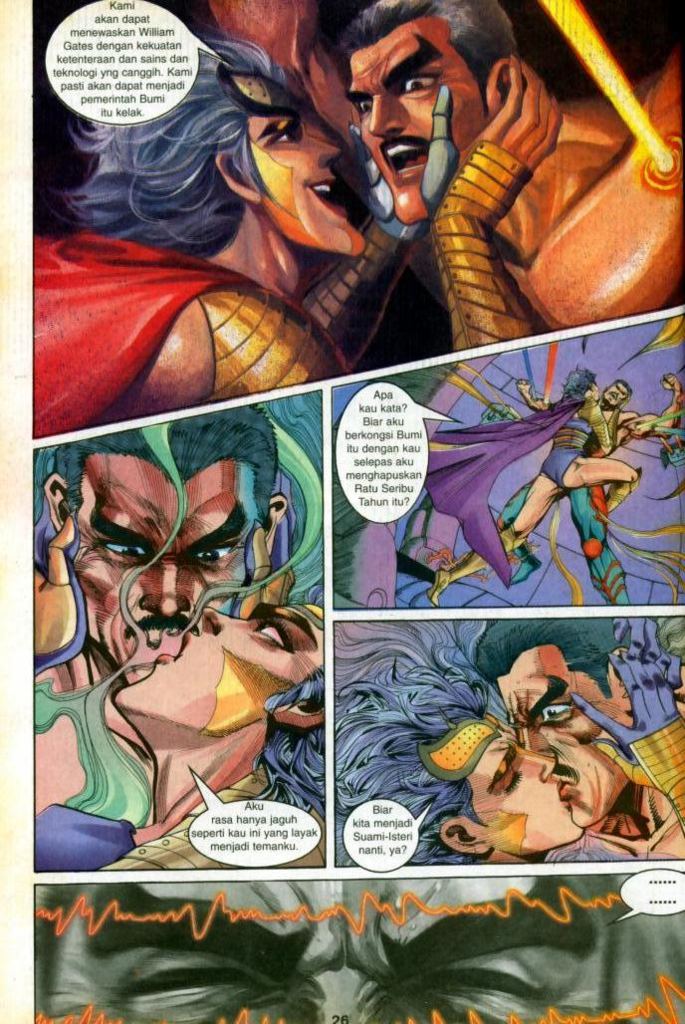 Kami
akan dapat
menewaskan William
Gates dengan kekuatan
ketenteraan dan sains dan
teknologi yng canggih. Kami
pasti akan dapat menjadi
pemerintah Bumi
itu kelak.
Apa
kau kata?
Biar aku
berkongsi Bumi
itu dengan kau
selepas aku
menghapuskan
Ratu Seribu
Tahun itu?
Aku
rasa hanya jaguh
seperti kau ini yang layak
menjadi temanku.
Biar
kita menjadi
Suami-Isteri
nanti, ya?
......
......
26